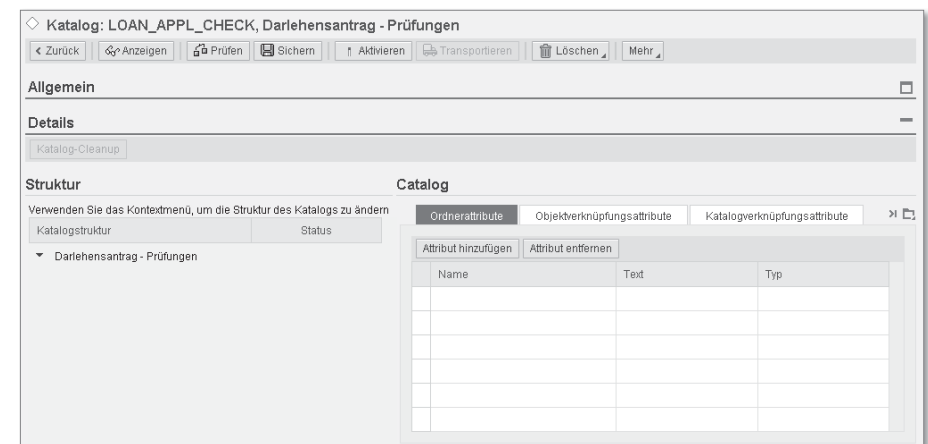 Katalog: LOAN_APPL_CHECK, Darlehensantrag - Prüfungen
Zurück Anzeigen Prüfen Sichern Aktivieren Transportieren Löschen Mehr
Allgemein
Details
Katalog-Cleanup
Struktur
Verwenden Sie das Kontextmenü, um die Struktur des Katalogs zu ändern
Katalogstruktur Status
Darlehensantrag - Prüfungen
Catalog
Ordnerattribute Objektverknüpfungsattribute Katalogverknüpfungsattribute
Attribut hinzufügen Attribut entfernen
Name Text Typ